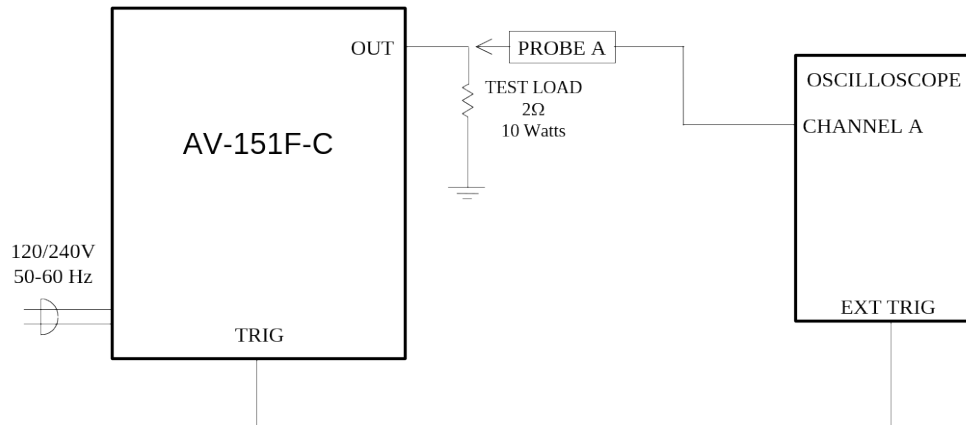 OUT
PROBE A
OSCILLOSCOPE
TEST LOAD
2Ω
10 Watts
CHANNEL A
AV-151F-C
120/240V
50-60 Hz
EXT TRIG
TRIG